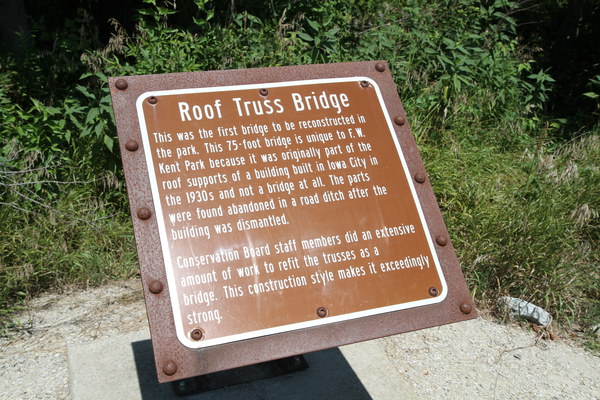 Roof Truss Bridge
This was the first bridge to be reconstructed in
the park. This 75-foot bridge is unique to F.W.
Kent Park because it was originally part of the
roof supports of a building built in Iowa City in
the 1930s and not a bridge at all. The parts
were found abandoned in a road ditch after the
building was dismantled.
Conservation Board staff members did an extensive
amount of work to refit the trusses as a
bridge. This construction style makes it exceedingly
strong.